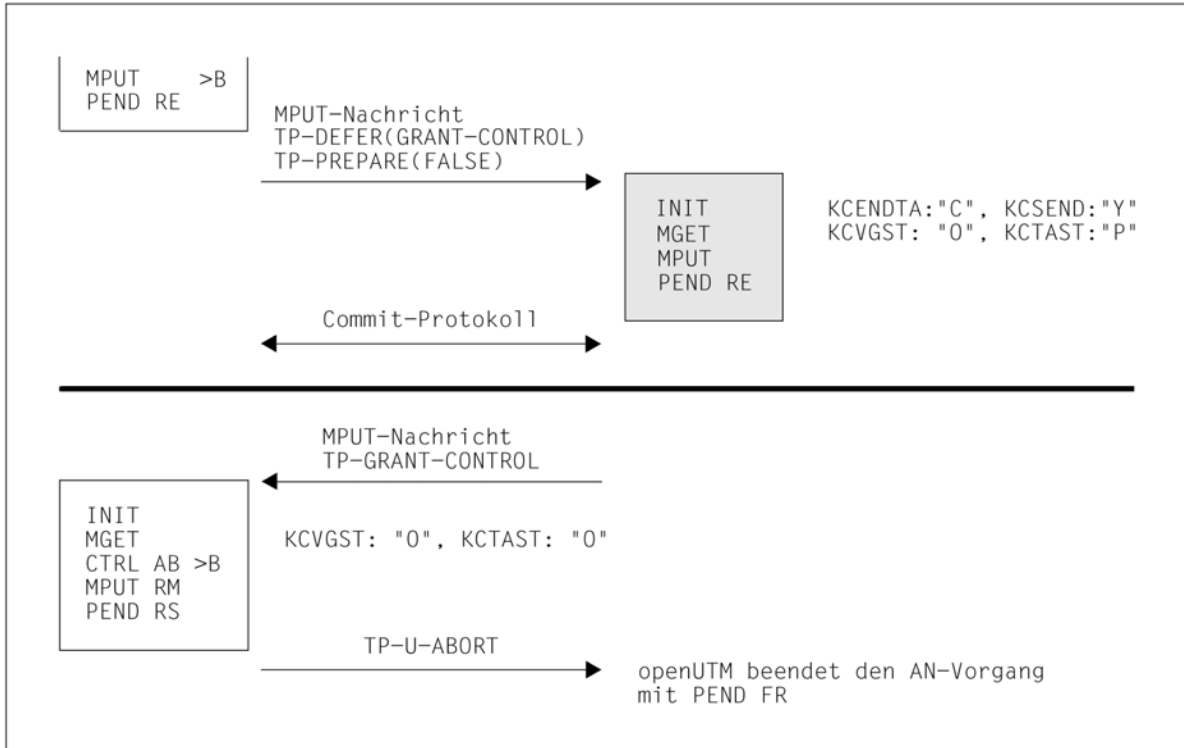 MPUT >B
PEND RE
MPUT-Nachricht
TP-DEFER(GRANT-CONTROL)
TP-PREPARE(FALSE)
INIT
MGET
MPUT
PEND RE
KCENDTA:"C", KCSEND:"Y"
KCVGST: "O", KCTAST:"P"
Commit-Protokoll
MPUT-Nachricht
TP-GRANT-CONTROL
INIT
MGET
CTRL AB >B
MPUT RM
PEND RS
KCVGST: "O", KCTAST: "O"
TP-U-ABORT
openUTM beendet den AN-Vorgang
mit PEND FR